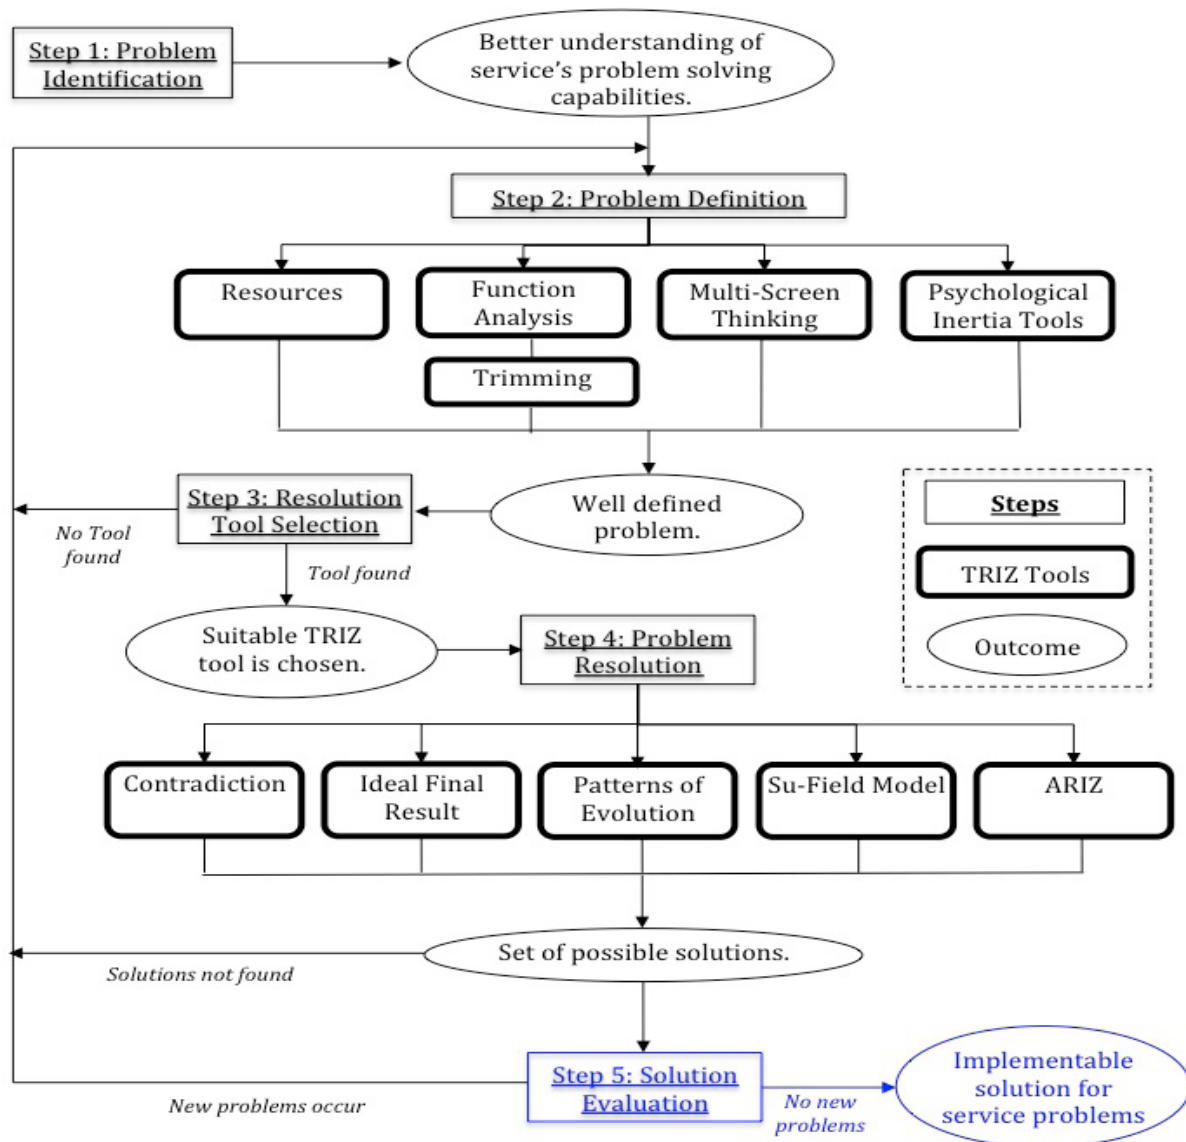 Step 1: Problem
Identification
Better understanding of
service's problem solving
capabilities.
Step 2: Problem Definition
Resources
Function
Analysis
Multi-Screen
Thinking
Psychological
Inertia Tools
Trimming
Step 3: Resolution
Tool Selection
Well defined
problem.
Steps
TRIZ Tools
Outcome
No Tool
found
Tool found
Suitable TRIZ
tool is chosen.
Step 4: Problem
Resolution
Contradiction
Ideal Final
Result
Patterns of
Evolution
Su-Field Model
ARIZ
Set of possible solutions.
Solutions not found
Step 5: Solution
Evaluation
New problems occur
No new
problems
Implementable
solution for
service problems